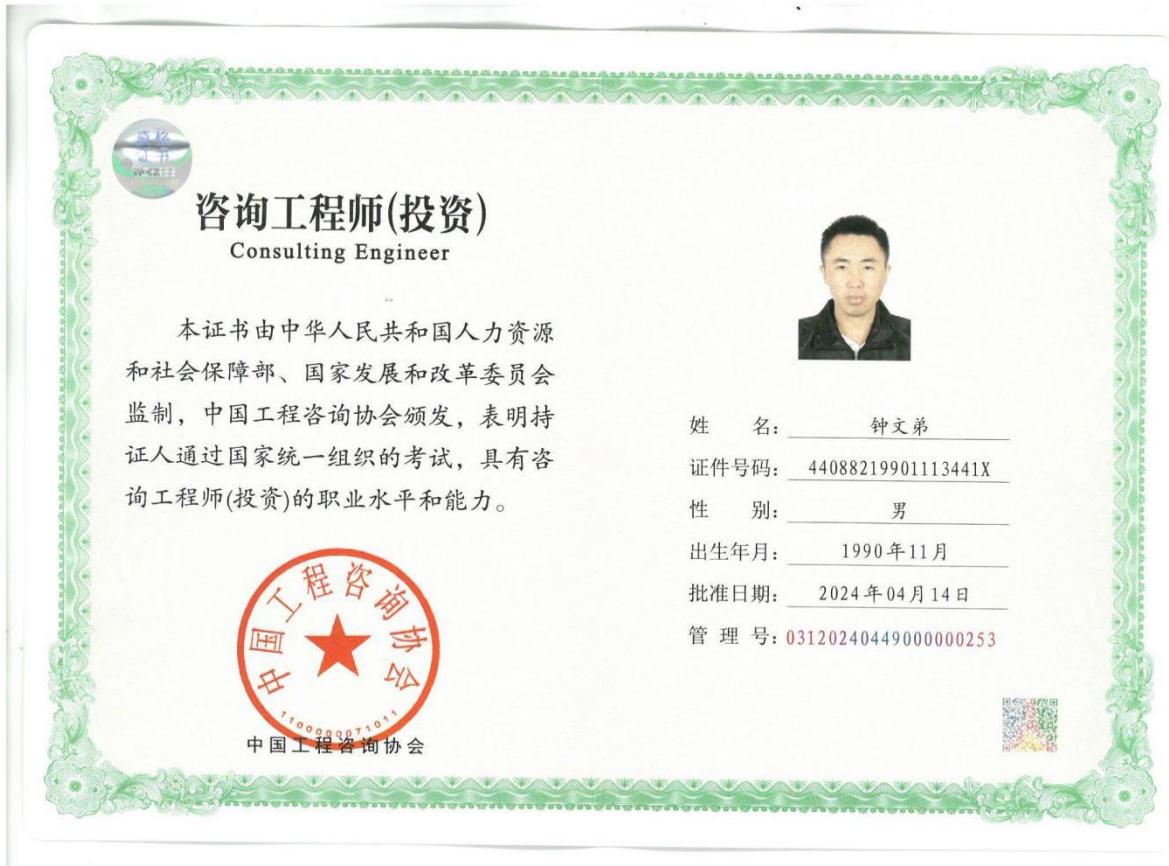 咨询工程师(投资)
Consulting Engineer
本证书由中华人民共和国人力资源
和社会保障部、国家发展和改革委员会
监制，中国工程咨询协会颁发，表明持
证人通过国家统一组织的考试，具有咨
询工程师(投资)的职业水平和能力。
中国工程咨询协会
1100000071011
中国工程咨询协会
姓 名: 钟文弟
证件号码: 44088219901113441X
性 别: 男
出生年月: 1990年11月
批准日期: 2024年04月14日
管 理 号: 03120240449000000253